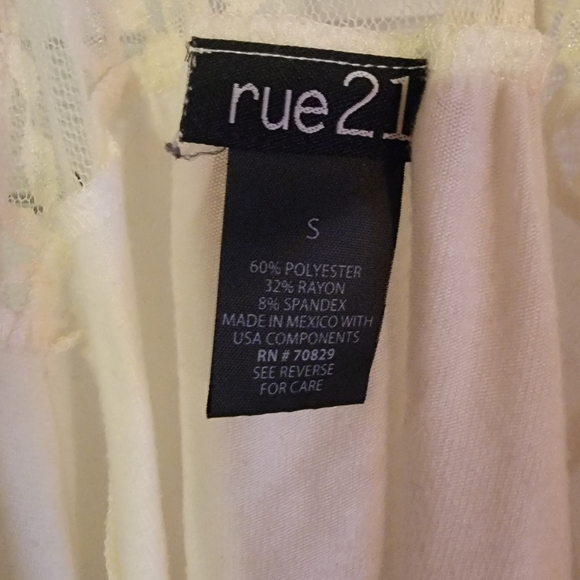 rue21
S
60% POLYESTER
32% RAYON
8% SPANDEX
MADE IN MEXICO WITH
USA COMPONENTS
RN # 70829
SEE REVERSE
FOR CARE